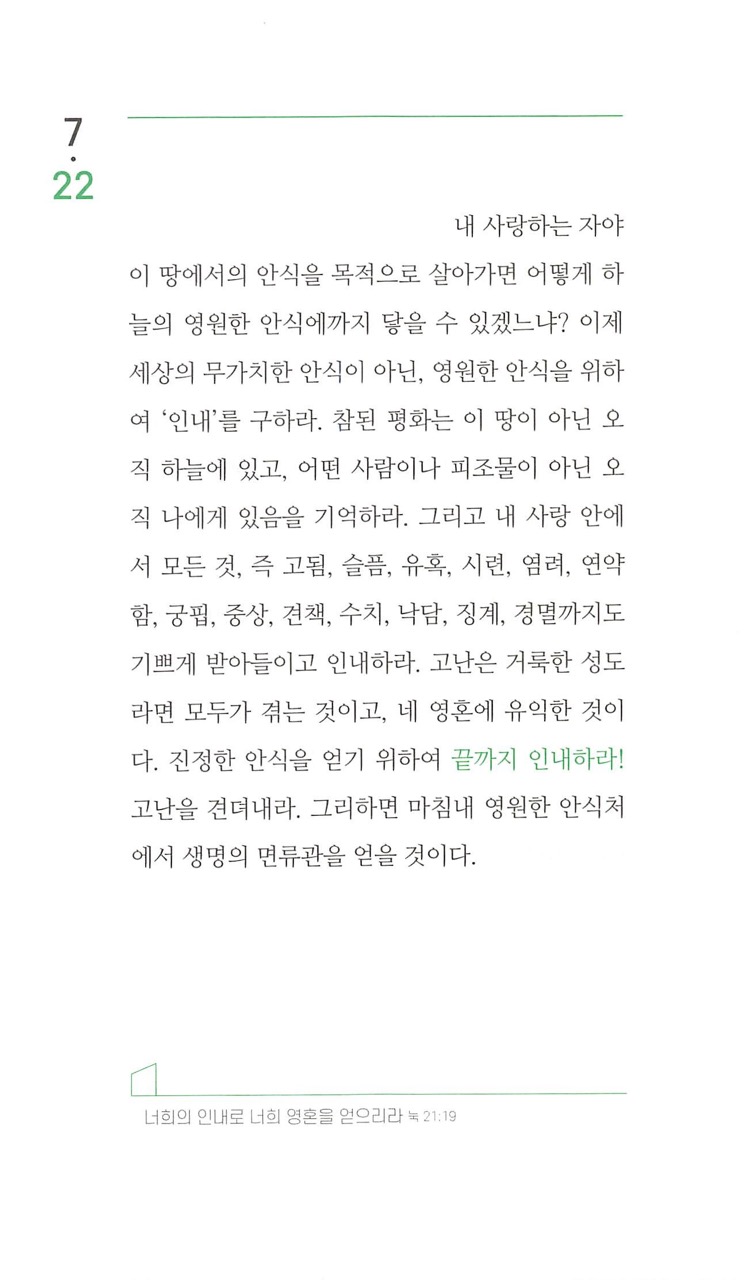 7
.
22
내 사랑하는 자야
이 땅에서의 안식을 목적으로 살아가면 어떻게 하
늘의 영원한 안식에까지 닿을 수 있겠느냐? 이제
세상의 무가치한 안식이 아닌, 영원한 안식을 위하
여 ‘인내’를 구하라. 참된 평화는 이 땅이 아닌 오
직 하늘에 있고, 어떤 사람이나 피조물이 아닌 오
직 나에게 있음을 기억하라. 그리고 내 사랑 안에
서 모든 것, 즉 고됨, 슬픔, 유혹, 시련, 염려, 연약
함, 궁핍, 중상, 견책, 수치, 낙담, 징계, 경멸까지도
기쁘게 받아들이고 인내하라. 고난은 거룩한 성도
라면 모두가 겪는 것이고, 네 영혼에 유익한 것이
다. 진정한 안식을 얻기 위하여 끝까지 인내하라!
고난을 견뎌내라. 그리하면 마침내 영원한 안식처
에서 생명의 면류관을 얻을 것이다.
너희의 인내로 너희 영혼을 얻으리라 눅 21:19